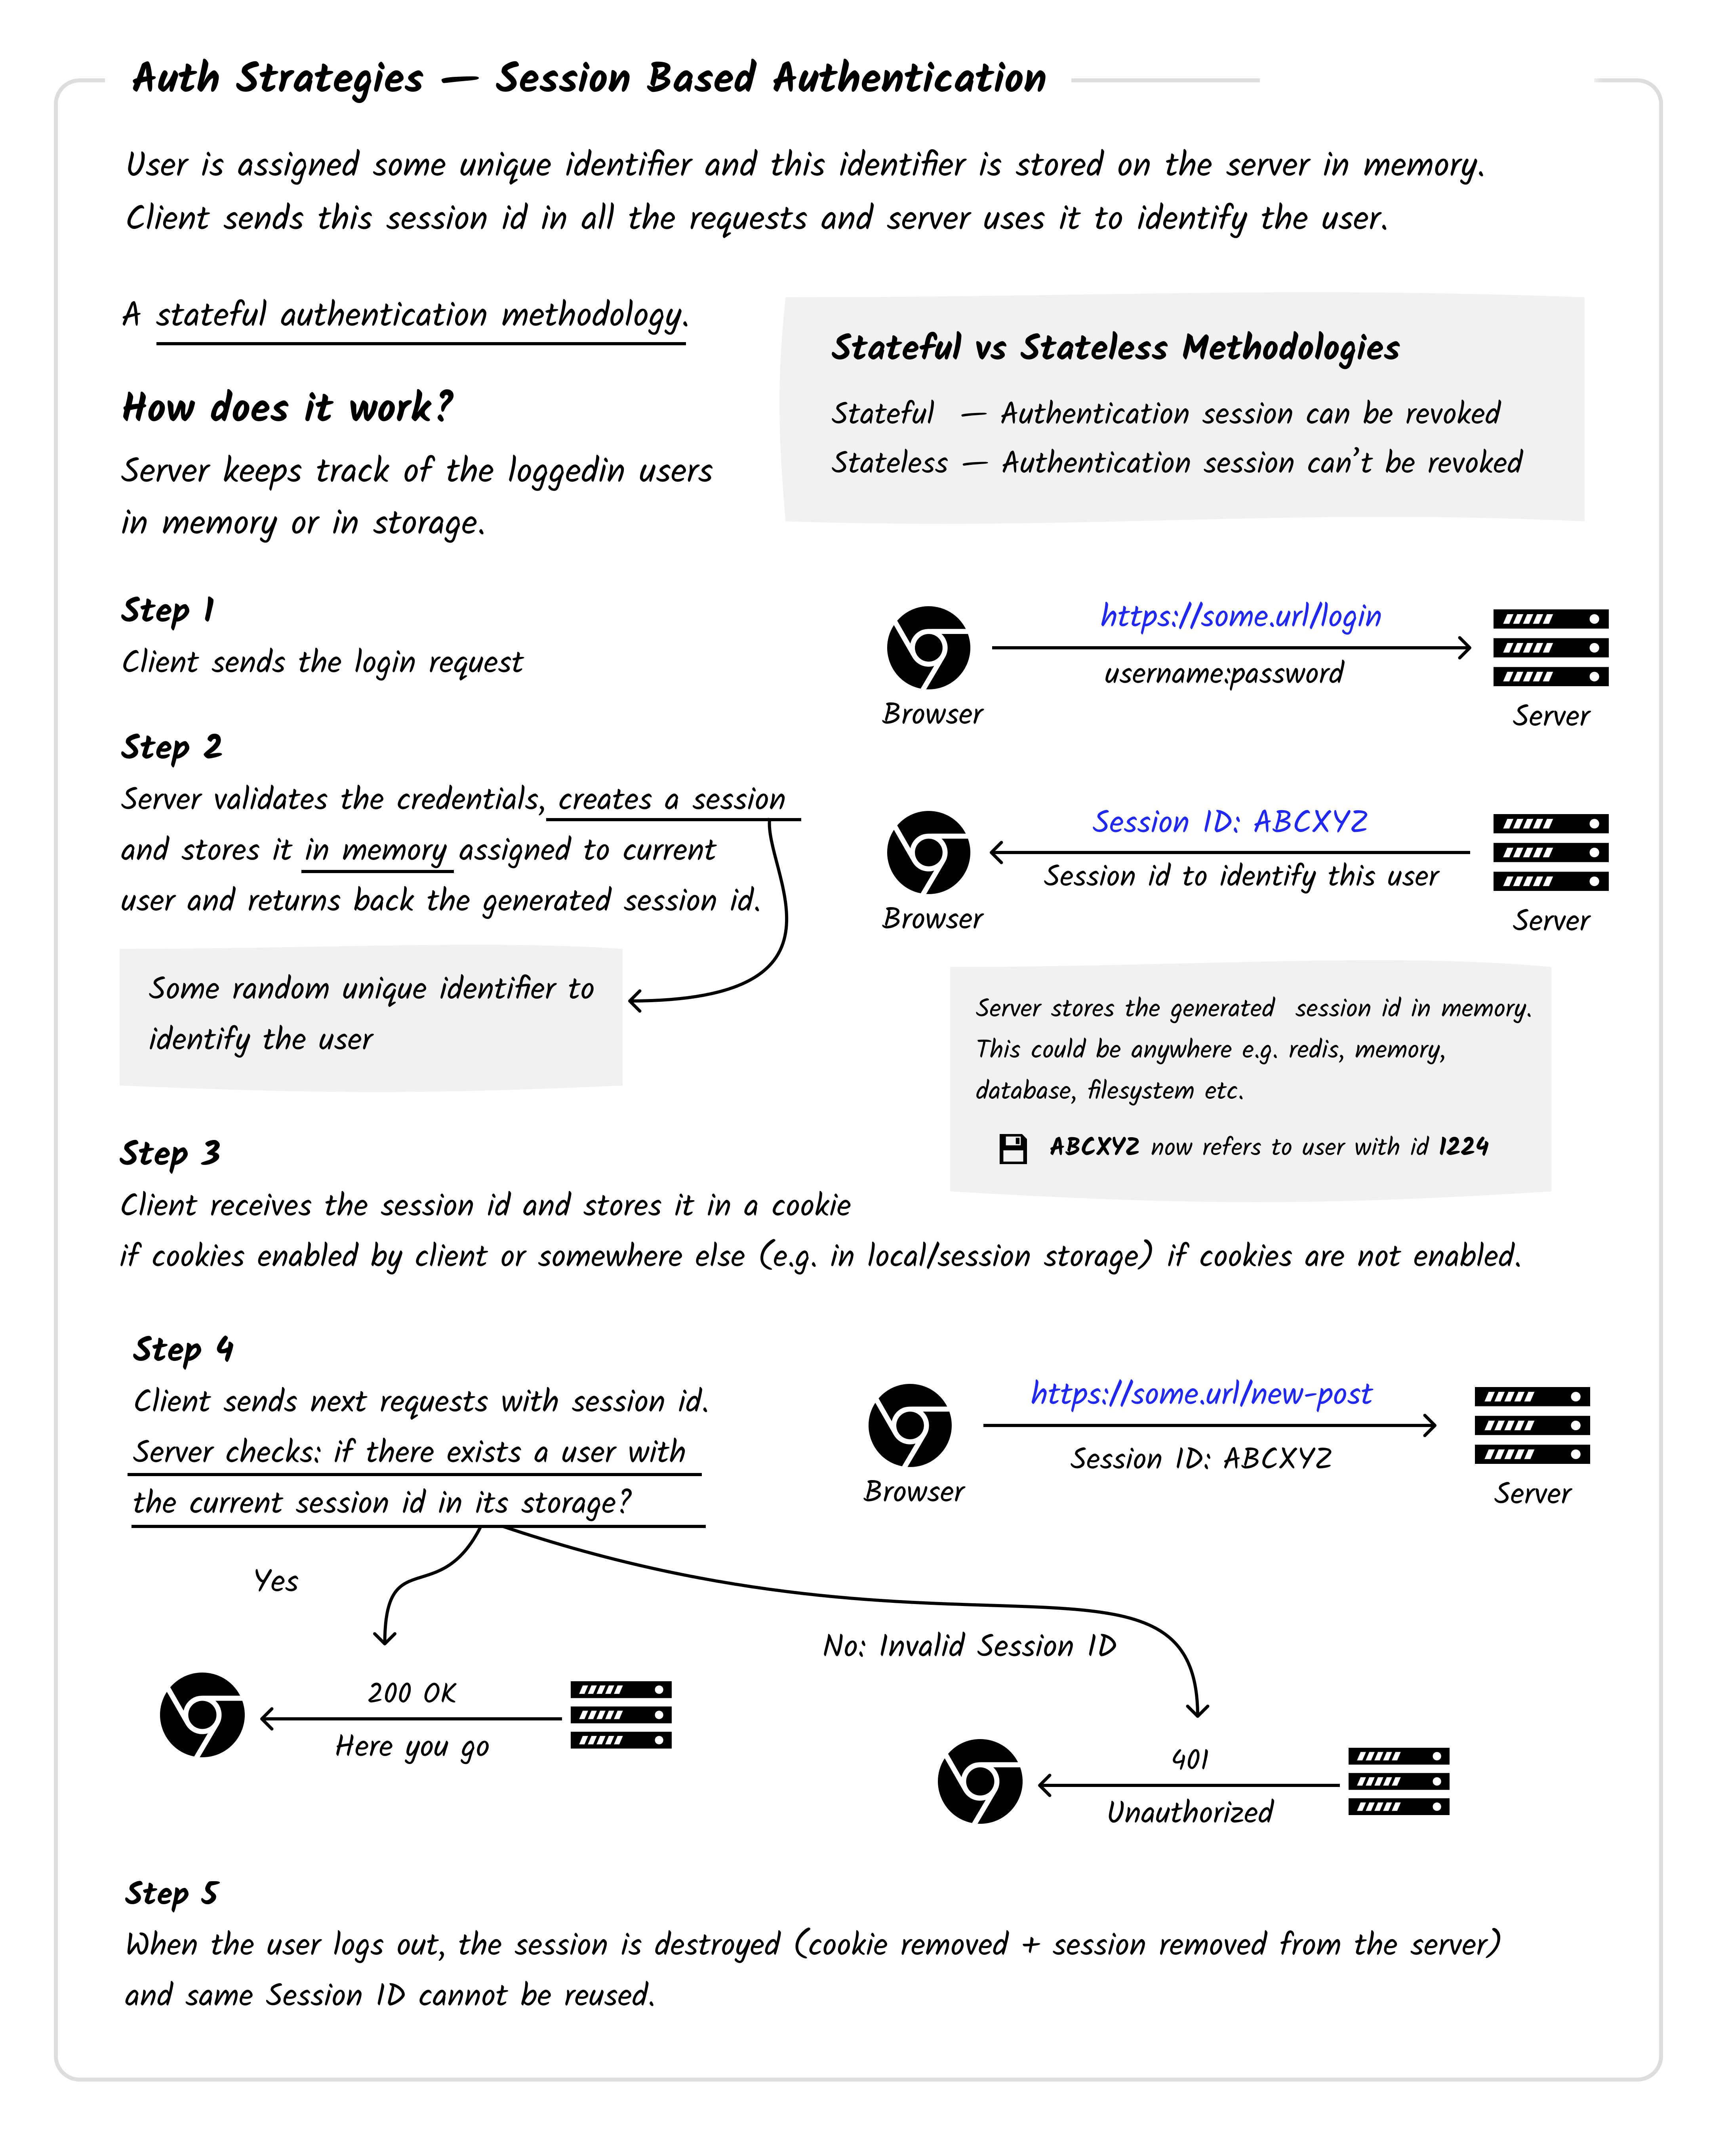 Auth Strategies — Session Based Authentication
User is assigned some unique identifier and this identifier is stored on the server in memory.
Client sends this session id in all the requests and server uses it to identify the user.
A stateful authentication methodology.
Stateful vs Stateless Methodologies
Stateful — Authentication session can be revoked
Stateless — Authentication session can't be revoked
How does it work?
Server keeps track of the loggedin users
in memory or in storage.
Step 1
Client sends the login request
https://some.url/login
username:password
Browser
Server
Step 2
Server validates the credentials, creates a session
and stores it in memory assigned to current
user and returns back the generated session id.
Session ID: ABCXYZ
Session id to identify this user
Browser
Server
Some random unique identifier to
identify the user
Server stores the generated session id in memory.
This could be anywhere e.g. redis, memory,
database, filesystem etc.
ABCXYZ now refers to user with id 1224
Step 3
Client receives the session id and stores it in a cookie
if cookies enabled by client or somewhere else (e.g. in local/session storage) if cookies are not enabled.
Step 4
Client sends next requests with session id.
Server checks: if there exists a user with
the current session id in its storage?
https://some.url/new-post
Session ID: ABCXYZ
Browser
Server
Yes
200 OK
Here you go
No: Invalid Session ID
401
Unauthorized
Step 5
When the user logs out, the session is destroyed (cookie removed + session removed from the server)
and same Session ID cannot be reused.